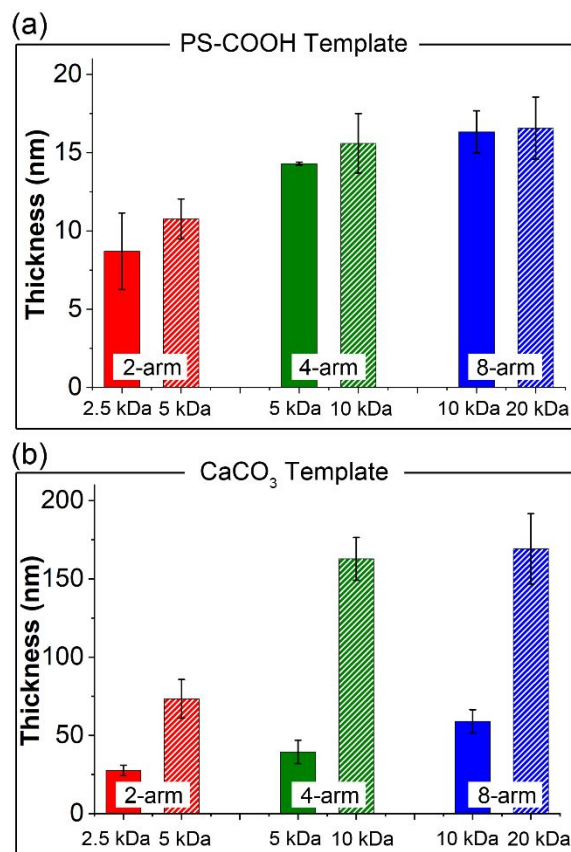 (a)
PS-COOH Template
Thickness (nm)
20
15
10
5
0
2-arm
4-arm
8-arm
2.5 kDa
5 kDa
5 kDa
10 kDa
10 kDa
20 kDa
(b)
CaCO₃ Template
Thickness (nm)
200
150
100
50
0
2-arm
4-arm
8-arm
2.5 kDa
5 kDa
5 kDa
10 kDa
10 kDa
20 kDa